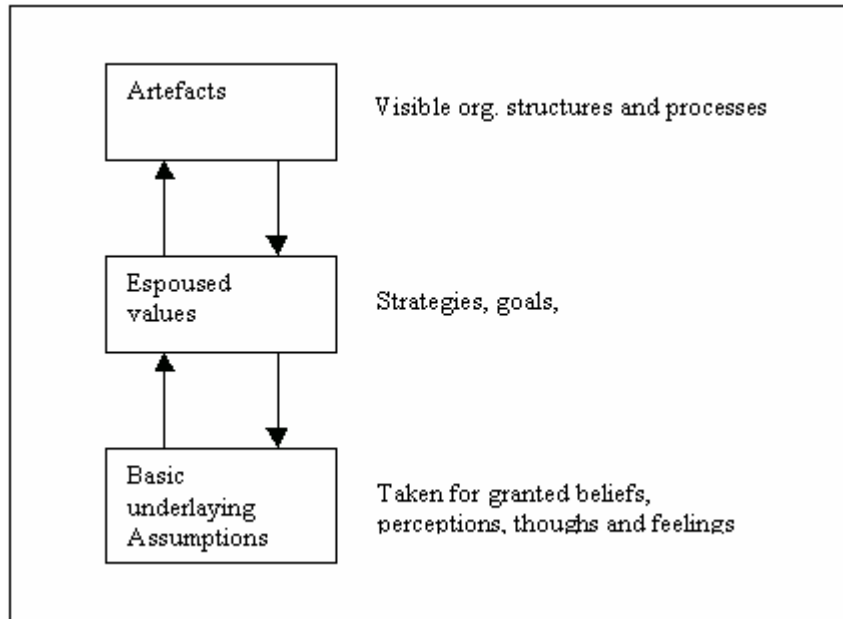 Artefacts
Visible org. structures and processes
Espoused
values
Strategies, goals,
Basic
underlaying
Assumptions
Taken for granted beliefs,
perceptions, thoughs and feelings